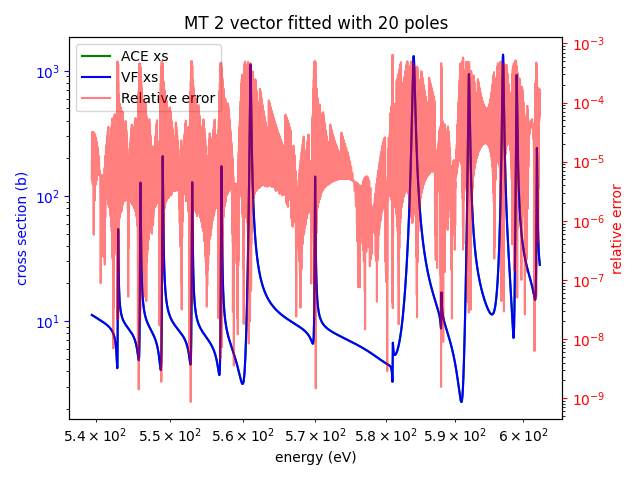 MT 2 vector fitted with 20 poles
ACE xs
VF xs
Relative error
10³
10²
10¹
cross section (b)
10⁻³
10⁻⁴
10⁻⁵
10⁻⁶
10⁻⁷
10⁻⁸
10⁻⁹
relative error
5.4 × 10² 5.5 × 10² 5.6 × 10² 5.7 × 10² 5.8 × 10² 5.9 × 10² 6 × 10²
energy (eV)